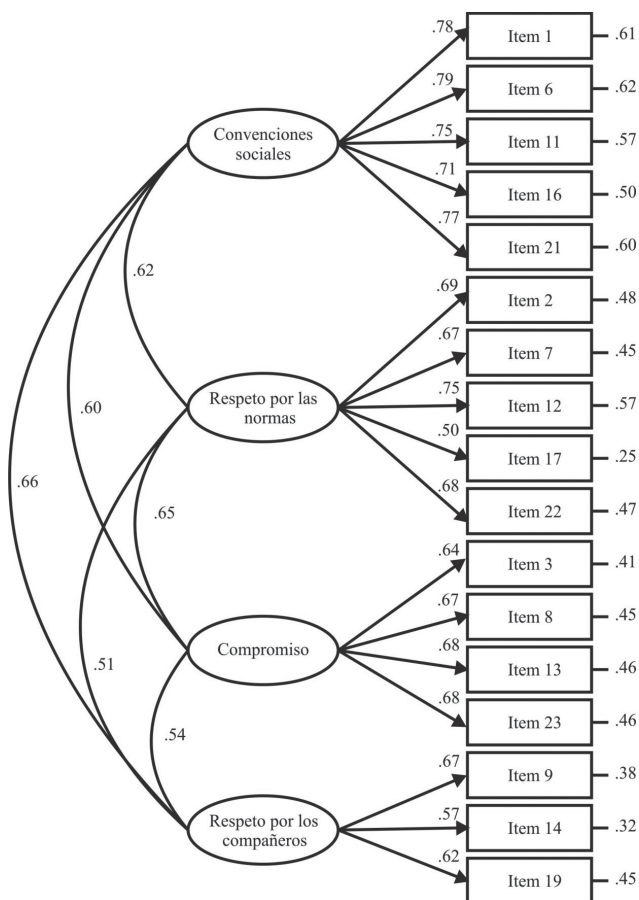 .78
Item 1
.61
.79
Item 6
.62
Convenciones
sociales
.75
Item 11
.57
.71
Item 16
.50
.77
Item 21
.60
.62
.69
Item 2
.48
.67
Item 7
.45
Respeto por las
normas
.75
Item 12
.57
.60
.50
Item 17
.25
.66
.65
.68
Item 22
.47
.64
Item 3
.41
.67
Item 8
.45
Compromiso
.68
Item 13
.46
.51
.68
Item 23
.46
.54
.67
Item 9
.38
Respeto por los
compañeros
.57
Item 14
.32
.62
Item 19
.45